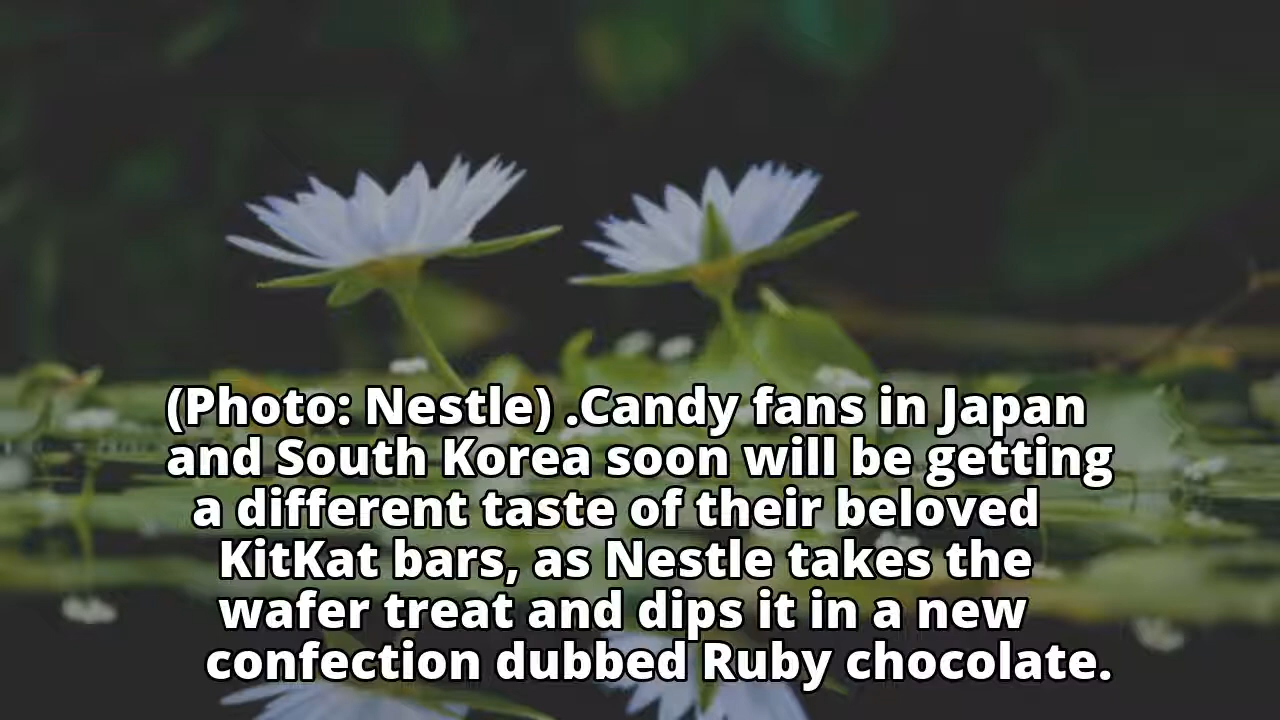 (Photo: Nestle) .Candy fans in Japan
and South Korea soon will be getting
a different taste of their beloved
KitKat bars, as Nestle takes the
wafer treat and dips it in a new
confection dubbed Ruby chocolate.